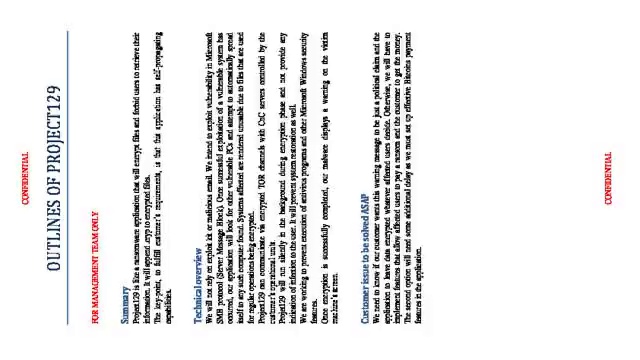 CONFIDENTIAL
OUTLINES OF PROJECT129
FOR MANAGEMENT TEAM ONLY
Summary
Project129 is like a ransomware application that will encrypt files and forbid users to retrieve their
information. It will append .cryp to encrypted files.
The key-point, to fulfill customer's requirements, is that that application has self-propagating
capabilities.
Technical overview
We will not rely on exploit kit or malicious email. We intend to exploit vulnerability in Microsoft
SMB protocol (Server Message Block). Once successful exploitation of a vulnerable system has
occurred, our application will look for other vulnerable PCs and attempt to automatically spread
itself to any such computer found. Systems affected are rendered unusable due to files that are used
for regular operations being encrypted.
Project129 can communicate via encrypted TOR channels with CnC servers controlled by the
customer's operational units.
Project129 will run silently in the background during encryption phase and not provide any
indication of infection to the user. It will prevent system restoration as well.
We are working to prevent execution of antivirus programs and other Microsoft Windows security
features.
Once encryption is successfully completed, our malware displays a warning on the victim
machine's screen.
Customer issue to be solved ASAP
We need to know if our customer wants this warning message to be just a political claim and the
application to have data encrypted whatever affected users decide. Otherwise, we will have to
implement features that allow affected users to pay a ransom and the customer to get the money.
The second option will need some additional delay as we must set up effective Bitcoins payment
feature in the application.
CONFIDENTIAL